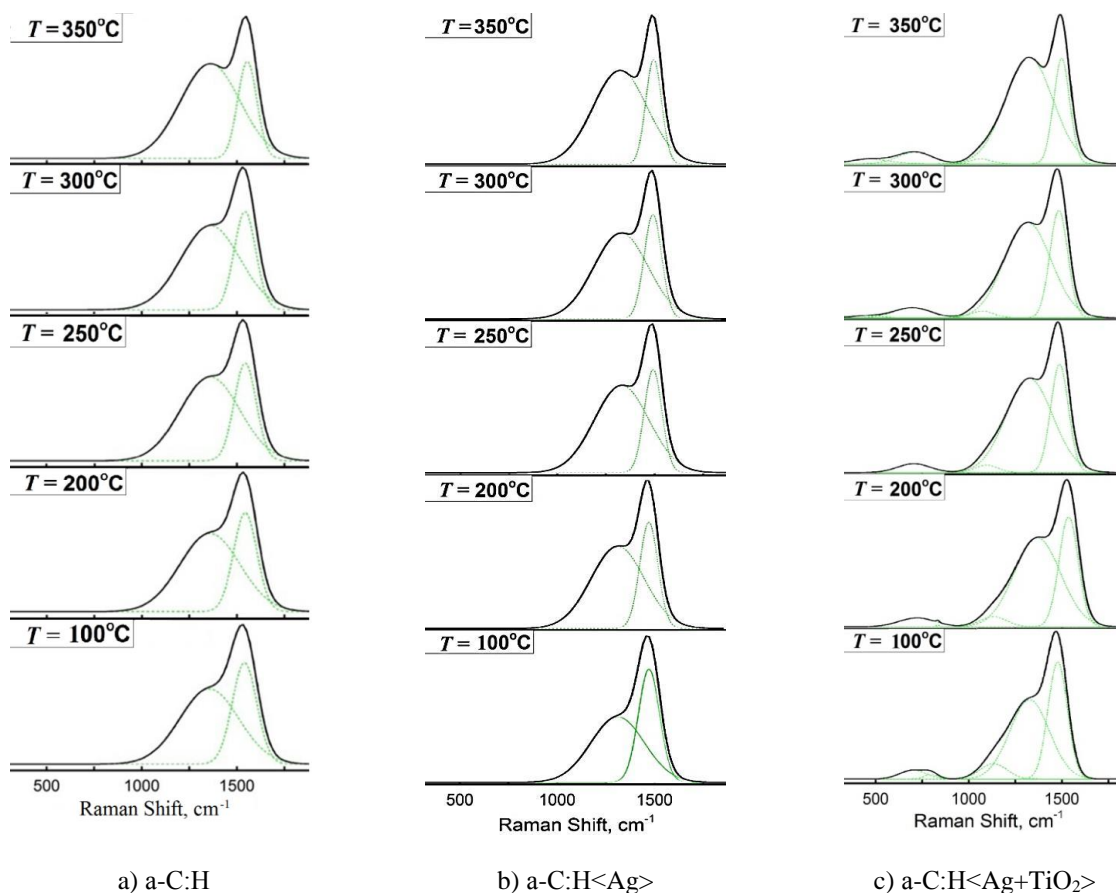 T = 350°C
T = 300°C
T = 250°C
T = 200°C
T = 100°C
500 1000 1500
Raman Shift, cm⁻¹
a) a-C:H
T = 350°C
T = 300°C
T = 250°C
T = 200°C
T = 100°C
500 1000 1500
Raman Shift, cm⁻¹
b) a-C:H<Ag>
T = 350°C
T = 300°C
T = 250°C
T = 200°C
T = 100°C
500 1000 1500
Raman Shift, cm⁻¹
c) a-C:H<Ag+TiO₂>